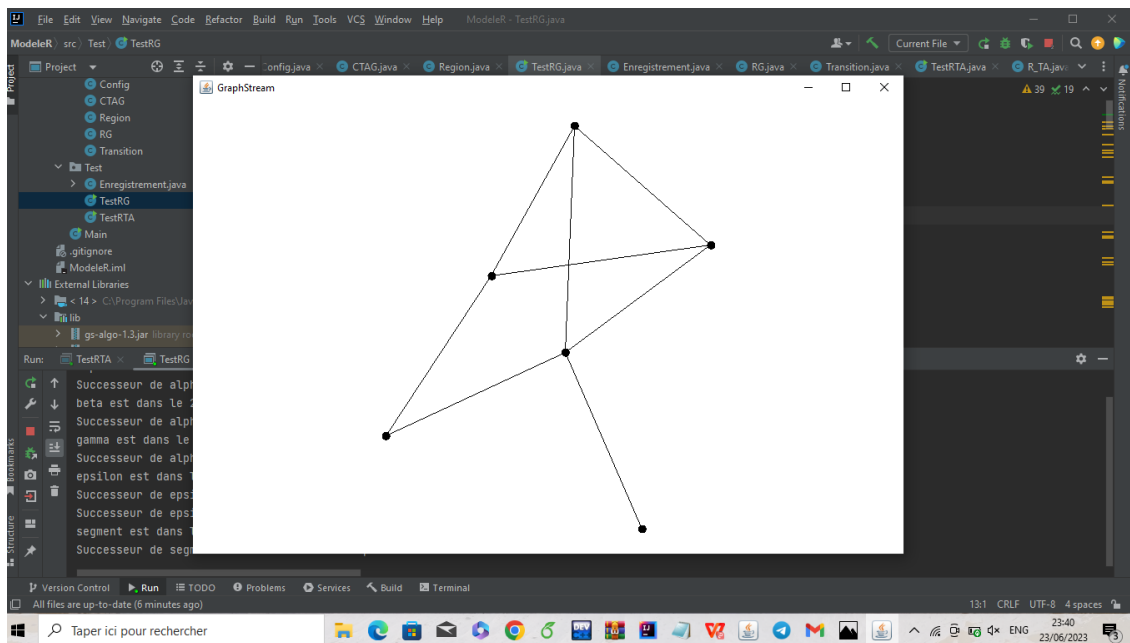 File Edit View Navigate Code Refactor Build Run Tools VCS Window Help ModeleR - TestRG.java
ModeleR src Test TestRG
Current File
Project
onfig.java CTAG.java Region.java TestRG.java Enregistrement.java RG.java Transition.java TestRTA.java R_TA.jav
Project
GraphStream
39 19
Notifications
Config
CTAG
Region
RG
Transition
Test
Enregistrement.java
TestRG
TestRTA
Main
.gitignore
ModeleR.iml
External Libraries
< 14 > C:\Program Files\Jav
lib
gs-algo-1.3.jar library ro
Run: TestRTA TestRG
Successeur de alph
beta est dans le 2
Successeur de alph
gamma est dans le
Successeur de alph
epsilon est dans
Successeur de epsi
Successeur de epsi
segment est dans
Successeur de seg
Bookmarks
Structure
Version Control Run TODO Problems Services Build Terminal
All files are up-to-date (6 minutes ago)
13:1 CRLF UTF-8 4 spaces
Taper ici pour rechercher
DEV
ENG
23:40
23/06/2023
3